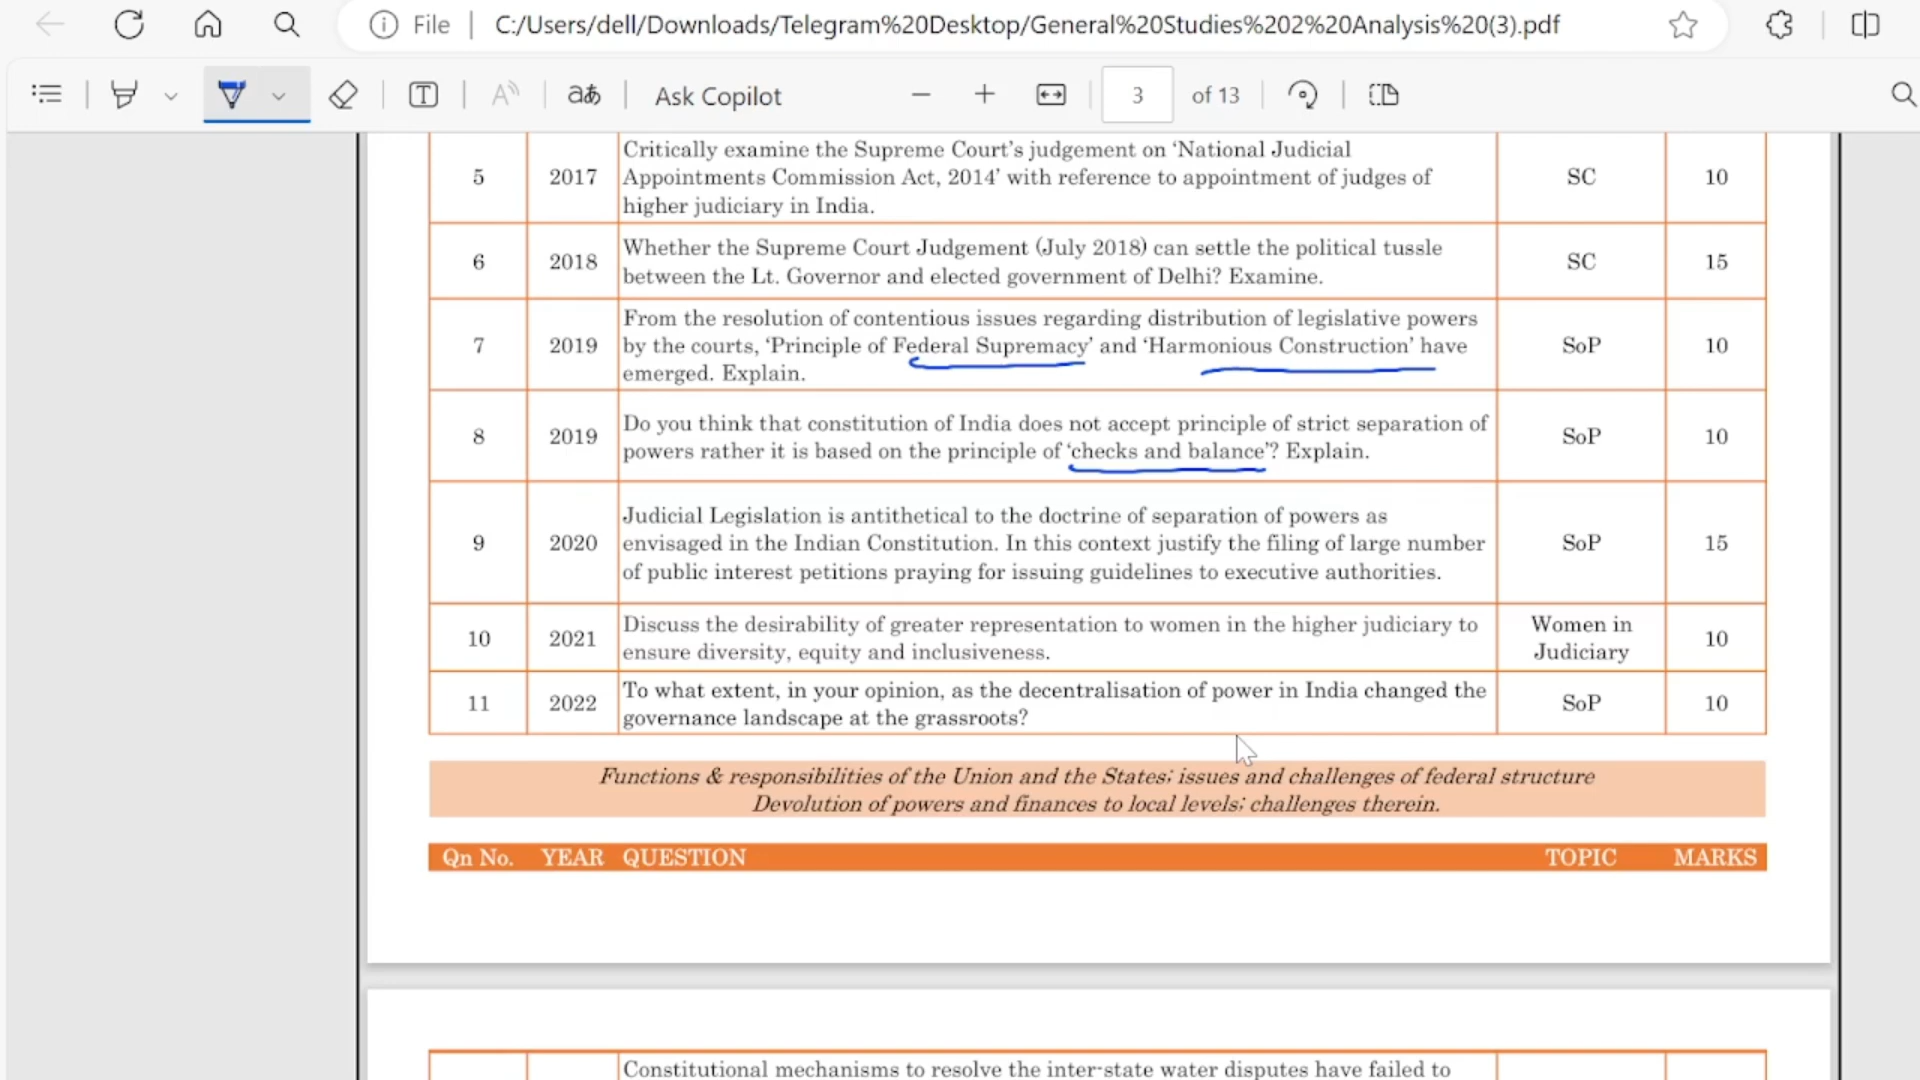 File
C:/Users/dell/Downloads/Telegram%20Desktop/General%20Studies%202%20Analysis%20(3).pdf
Ask Copilot
3
of 13
5
2017
Critically examine the Supreme Court's judgement on ‘National Judicial
Appointments Commission Act, 2014’ with reference to appointment of judges of
higher judiciary in India.
SC
10
6
2018
Whether the Supreme Court Judgement (July 2018) can settle the political tussle
between the Lt. Governor and elected government of Delhi? Examine.
SC
15
7
2019
From the resolution of contentious issues regarding distribution of legislative powers
by the courts, ‘Principle of Federal Supremacy’ and ‘Harmonious Construction’ have
emerged. Explain.
SoP
10
8
2019
Do you think that constitution of India does not accept principle of strict separation of
powers rather it is based on the principle of ‘checks and balance’? Explain.
SoP
10
9
2020
Judicial Legislation is antithetical to the doctrine of separation of powers as
envisaged in the Indian Constitution. In this context justify the filing of large number
of public interest petitions praying for issuing guidelines to executive authorities.
SoP
15
10
2021
Discuss the desirability of greater representation to women in the higher judiciary to
ensure diversity, equity and inclusiveness.
Women in
Judiciary
10
11
2022
To what extent, in your opinion, as the decentralisation of power in India changed the
governance landscape at the grassroots?
SoP
10
Functions & responsibilities of the Union and the States; issues and challenges of federal structure
Devolution of powers and finances to local levels; challenges therein.
Qn No. YEAR QUESTION TOPIC MARKS
Constitutional mechanisms to resolve the inter-state water disputes have failed to